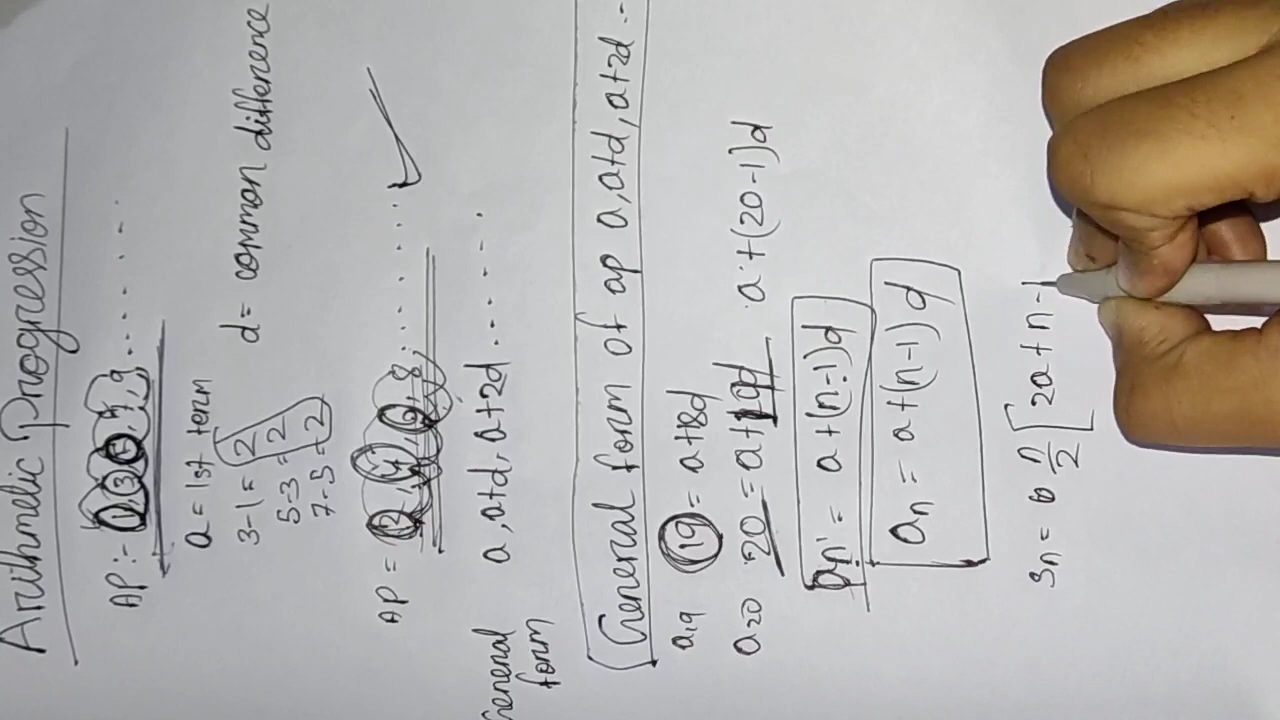 Arithmetic Progression
AP :- 1, 3, 5, 7, 9, .......
a = 1st term
3-1 = 2
d = common difference
5-3 = 2
7-5 = 2
AP = 2, 4, 6, 8, ........
General form
a, a+d, a+2d .......
General form of ap a, a+d, a+2d ..
a19 19 = a+18d
a20 20 = a+19d a + (20-1)d
= a + (n-1)d
an = a + (n-1) d
Sn = n/2 [2a + n -